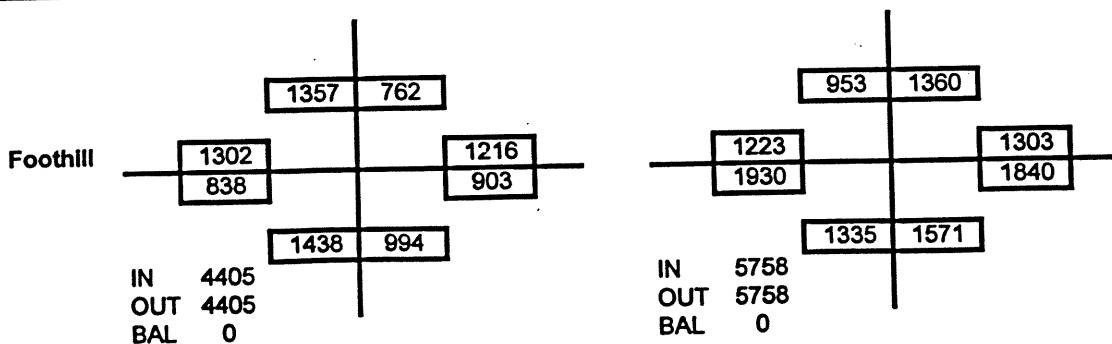 1357 762
Foothill
1302
838
1216
903
1438 994
IN 4405
OUT 4405
BAL 0
953 1360
1223
1930
1303
1840
1335 1571
IN 5758
OUT 5758
BAL 0